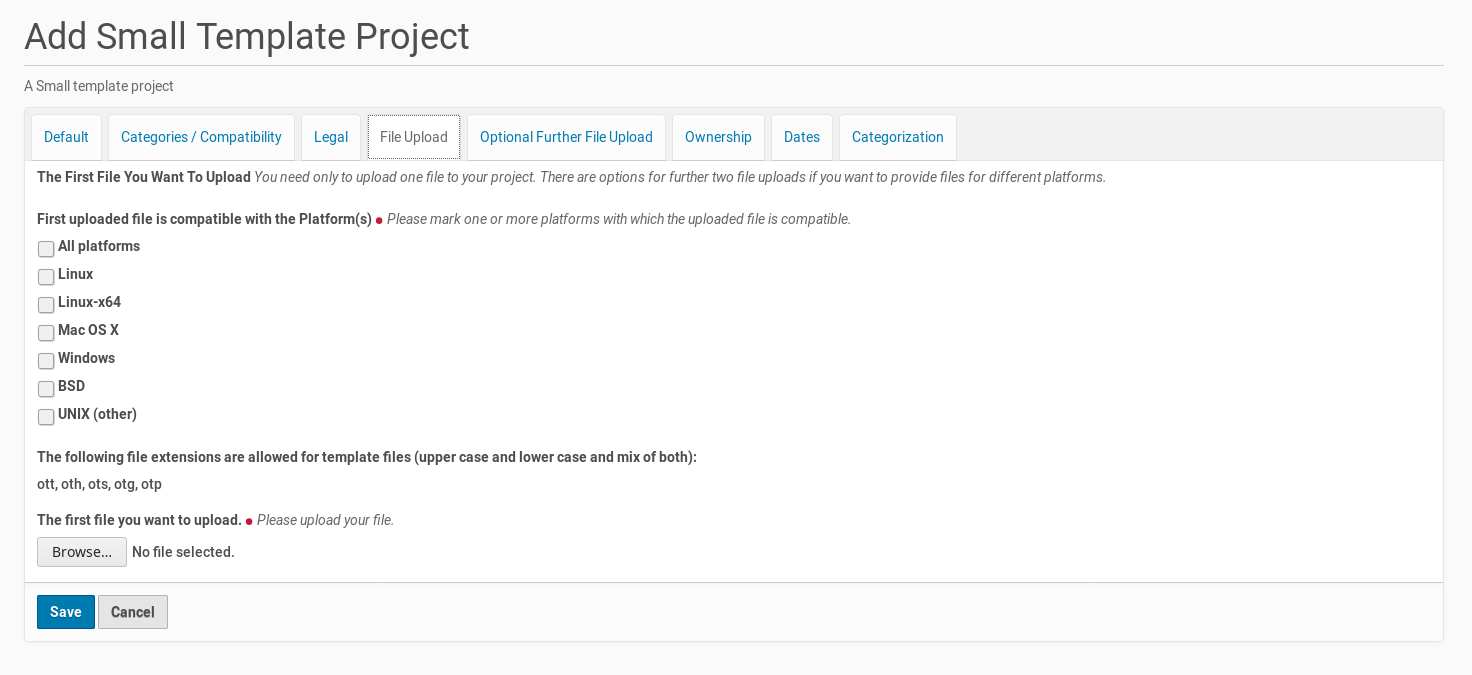 Add Small Template Project
A Small template project
Default Categories / Compatibility Legal File Upload Optional Further File Upload Ownership Dates Categorization
The First File You Want To Upload You need only to upload one file to your project. There are options for further two file uploads if you want to provide files for different platforms.
First uploaded file is compatible with the Platform(s) ● Please mark one or more platforms with which the uploaded file is compatible.
All platforms
Linux
Linux-x64
Mac OS X
Windows
BSD
UNIX (other)
The following file extensions are allowed for template files (upper case and lower case and mix of both):
ott, oth, ots, otg, otp
The first file you want to upload. ● Please upload your file.
Browse... No file selected.
Save Cancel